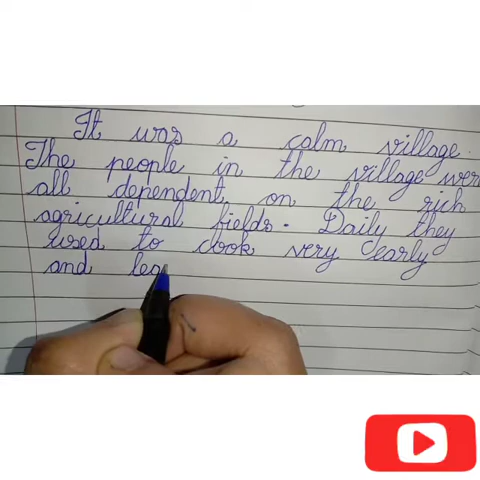 It was a calm village.
The people in the village were
all dependent on the rich
agricultural fields. Daily they
used to cook very early
and lea